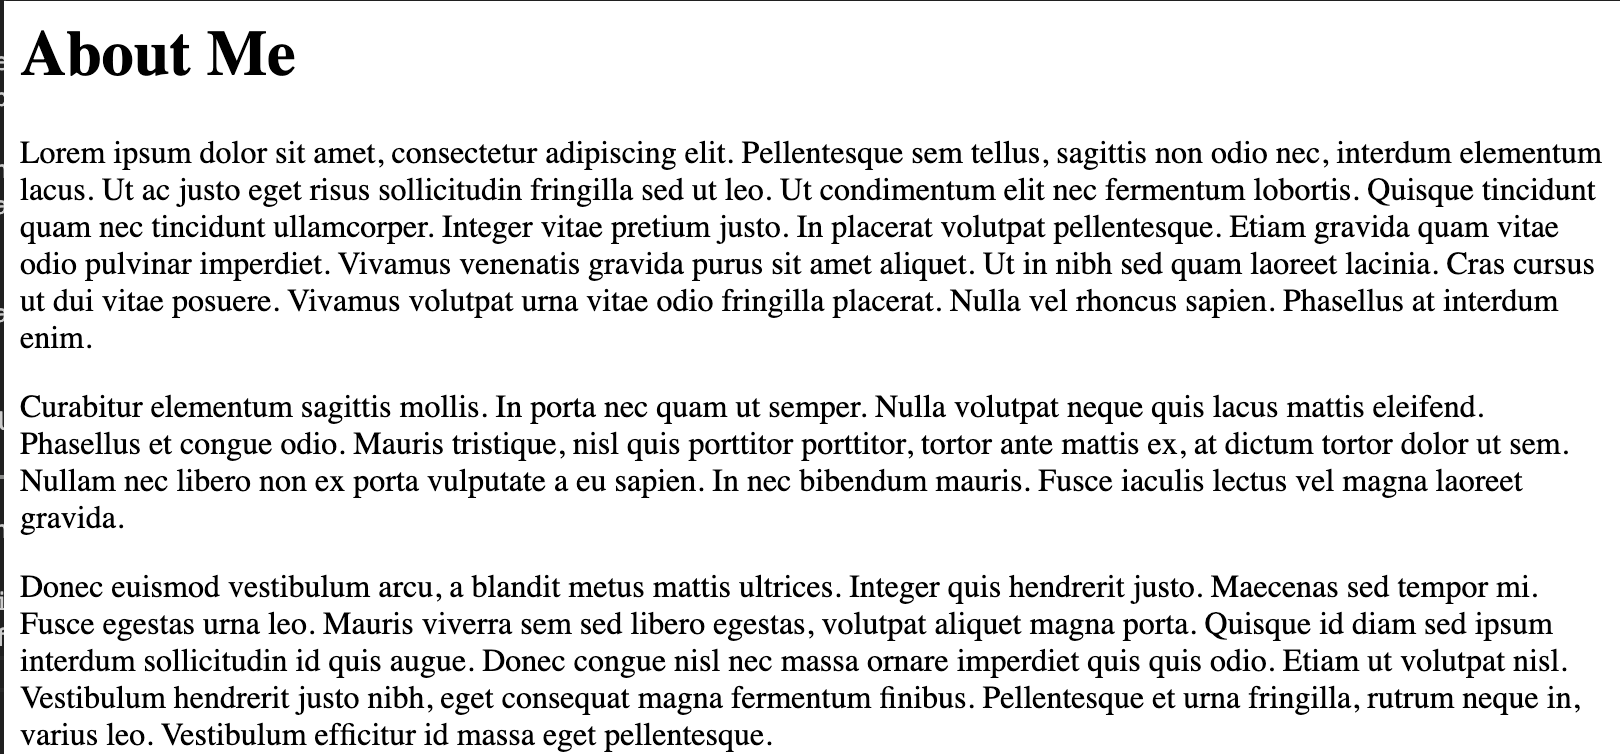 About Me
Lorem ipsum dolor sit amet, consectetur adipiscing elit. Pellentesque sem tellus, sagittis non odio nec, interdum elementum
lacus. Ut ac justo eget risus sollicitudin fringilla sed ut leo. Ut condimentum elit nec fermentum lobortis. Quisque tincidunt
quam nec tincidunt ullamcorper. Integer vitae pretium justo. In placerat volutpat pellentesque. Etiam gravida quam vitae
odio pulvinar imperdiet. Vivamus venenatis gravida purus sit amet aliquet. Ut in nibh sed quam laoreet lacinia. Cras cursus
ut dui vitae posuere. Vivamus volutpat urna vitae odio fringilla placerat. Nulla vel rhoncus sapien. Phasellus at interdum
enim.
Curabitur elementum sagittis mollis. In porta nec quam ut semper. Nulla volutpat neque quis lacus mattis eleifend.
Phasellus et congue odio. Mauris tristique, nisl quis porttitor porttitor, tortor ante mattis ex, at dictum tortor dolor ut sem.
Nullam nec libero non ex porta vulputate a eu sapien. In nec bibendum mauris. Fusce iaculis lectus vel magna laoreet
gravida.
Donec euismod vestibulum arcu, a blandit metus mattis ultrices. Integer quis hendrerit justo. Maecenas sed tempor mi.
Fusce egestas urna leo. Mauris viverra sem sed libero egestas, volutpat aliquet magna porta. Quisque id diam sed ipsum
interdum sollicitudin id quis augue. Donec congue nisl nec massa ornare imperdiet quis quis odio. Etiam ut volutpat nisl.
Vestibulum hendrerit justo nibh, eget consequat magna fermentum finibus. Pellentesque et urna fringilla, rutrum neque in,
varius leo. Vestibulum efficitur id massa eget pellentesque.